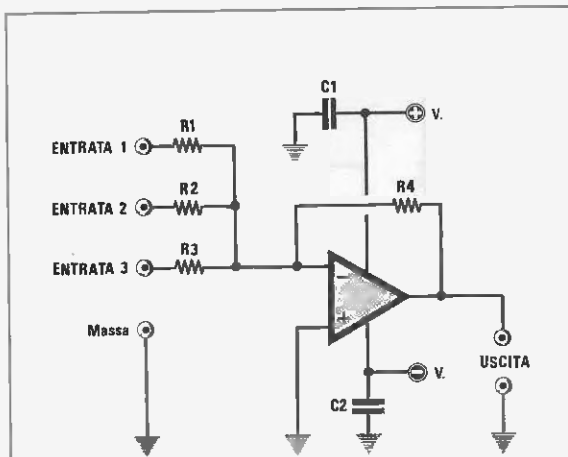 C1
V.
R1
ENTRATA 1
R4
R2
ENTRATA 2
R3
ENTRATA 3
−
+
Massa
V.
USCITA
C2